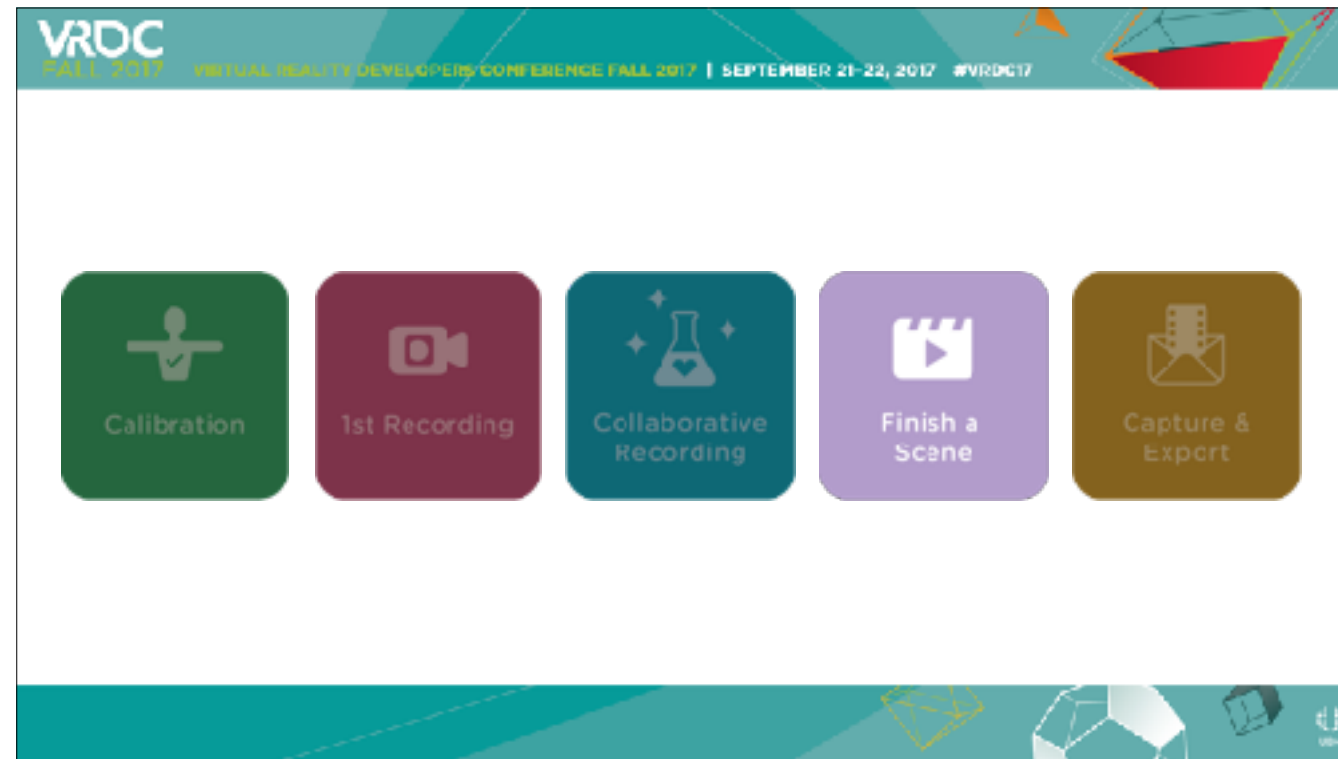 VRDC
FALL 2017
VIRTUAL REALITY DEVELOPERS CONFERENCE FALL 2017 | SEPTEMBER 21-22, 2017 #VRDC17
Calibration
1st Recording
Collaborative
Recording
Finish a
Scene
Capture &
Export